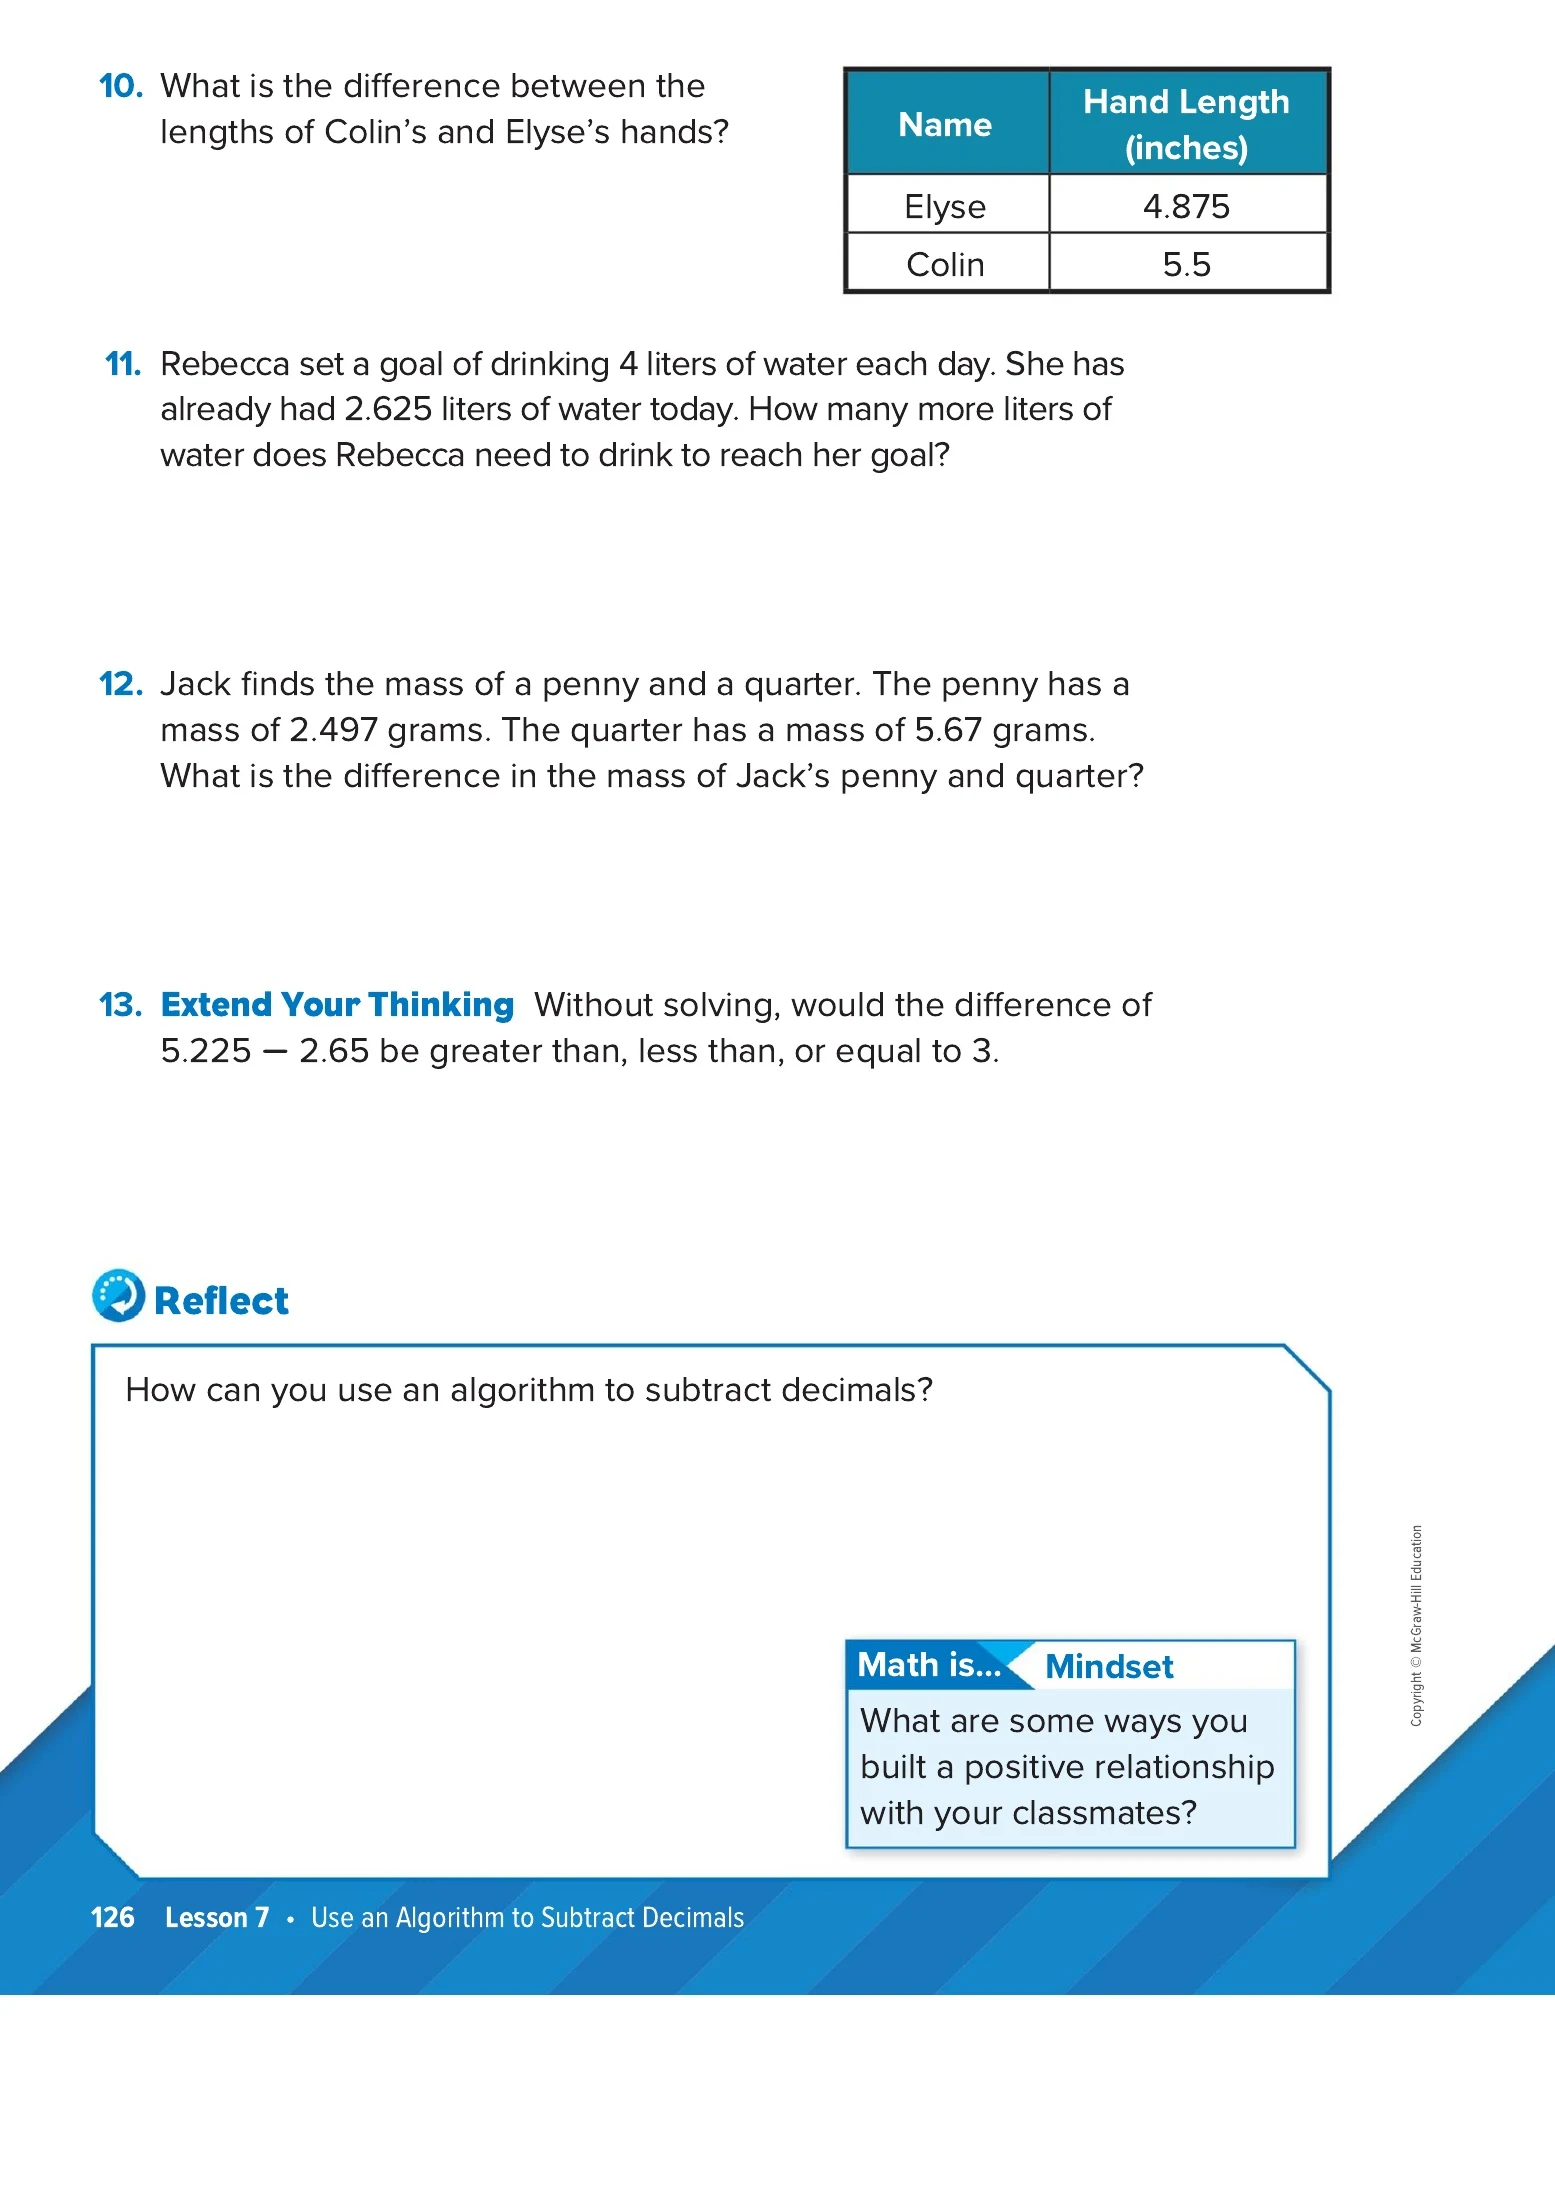 10. What is the difference between the
lengths of Colin’s and Elyse’s hands?
Name
Hand Length
(inches)
Elyse 4.875
Colin 5.5
11. Rebecca set a goal of drinking 4 liters of water each day. She has
already had 2.625 liters of water today. How many more liters of
water does Rebecca need to drink to reach her goal?
12. Jack finds the mass of a penny and a quarter. The penny has a
mass of 2.497 grams. The quarter has a mass of 5.67 grams.
What is the difference in the mass of Jack’s penny and quarter?
13. Extend Your Thinking Without solving, would the difference of
5.225 — 2.65 be greater than, less than, or equal to 3.
Reflect
How can you use an algorithm to subtract decimals?
Math is... Mindset
What are some ways you
built a positive relationship
with your classmates?
Copyright © McGraw-Hill Education
126 Lesson 7 • Use an Algorithm to Subtract Decimals